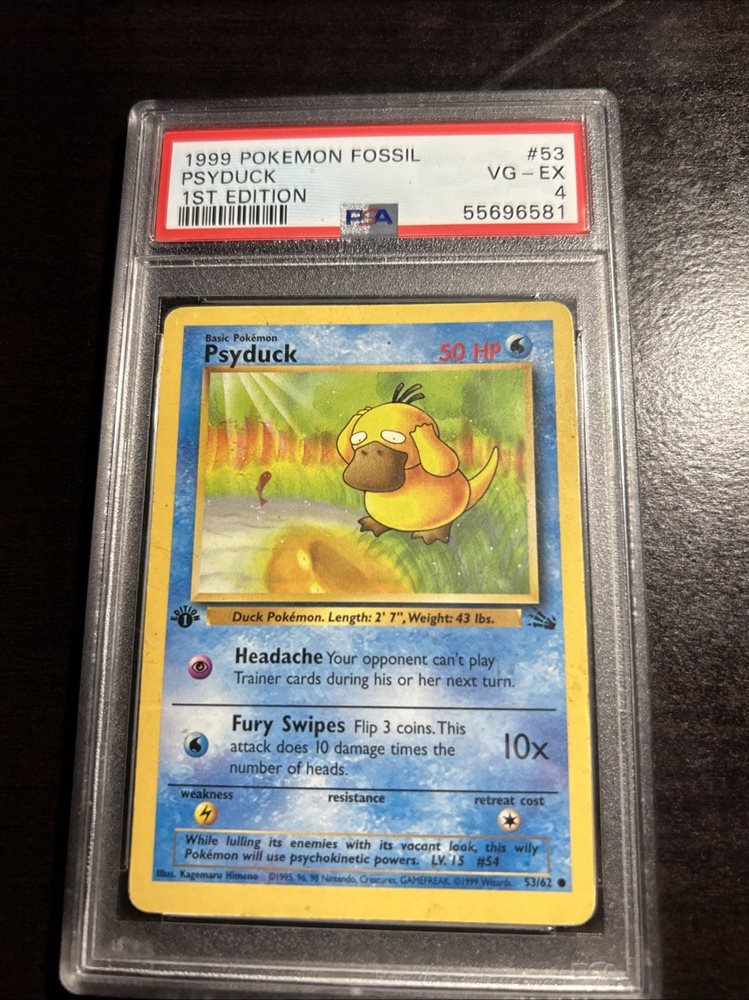 1999 POKEMON FOSSIL #53
PSYDUCK VG - EX
1ST EDITION 4
PSA 55696581
Basic Pokémon
Psyduck 50 HP
EDITION
1
Duck Pokémon. Length: 2' 7", Weight: 43 lbs.
Headache Your opponent can't play
Trainer cards during his or her next turn.
Fury Swipes Flip 3 coins. This
attack does 10 damage times the
number of heads.
10x
weakness resistance retreat cost
While lulling its enemies with its vacant look, this wily
Pokémon will use psychokinetic powers. LV. 15 #54
Illus. Kagemaru Himeno ©1995, 96, 98 Nintendo, Creatures, GAMEFREAK. ©1999 Wizards. 53/62